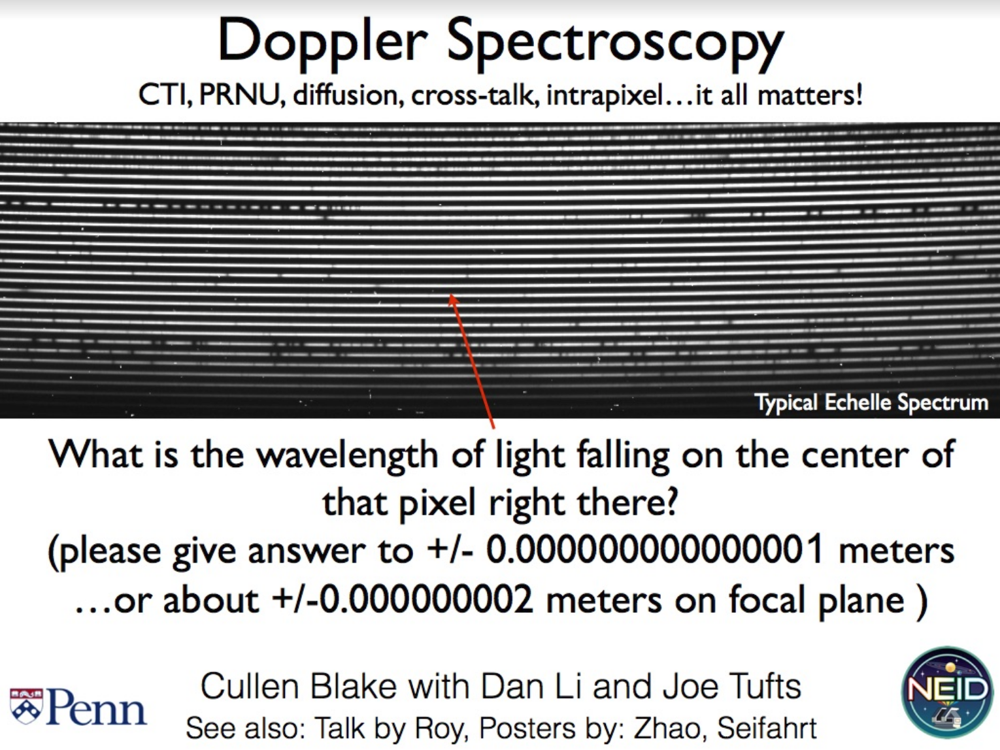 Doppler Spectroscopy
CTI, PRNU, diffusion, cross-talk, intrapixel…it all matters!
Typical Echelle Spectrum
What is the wavelength of light falling on the center of
that pixel right there?
(please give answer to +/- 0.000000000000001 meters
…or about +/-0.000000002 meters on focal plane )
Cullen Blake with Dan Li and Joe Tufts
See also: Talk by Roy, Posters by: Zhao, Seifahrt
Penn
NEID